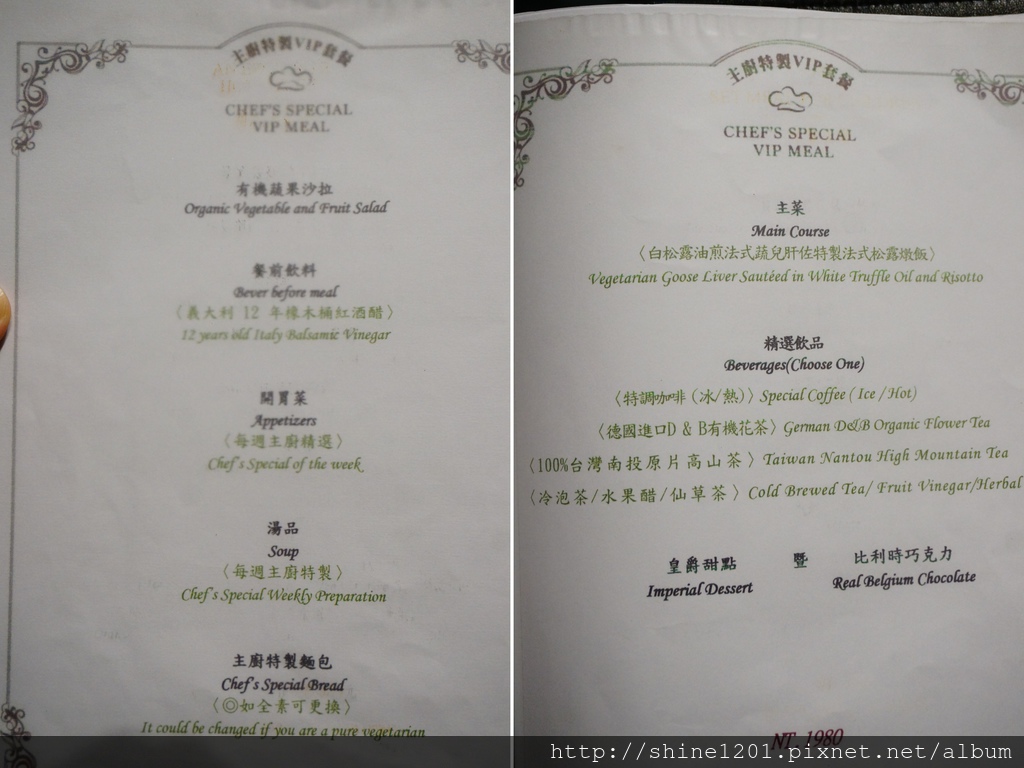 主廚特製VIP套餐
CHEF'S SPECIAL
VIP MEAL
有機蔬果沙拉
Organic Vegetable and Fruit Salad
餐前飲料
Bever before meal
〈義大利 12 年橡木桶紅酒醋〉
12 years old Italy Balsamic Vinegar
開胃菜
Appetizers
〈每週主廚精選〉
Chef's Special of the week
湯品
Soup
〈每週主廚特製〉
Chef's Special Weekly Preparation
主廚特製麵包
Chef's Special Bread
〈◎如全素可更換〉
It could be changed if you are a pure vegetarian
主廚特製VIP套餐
CHEF'S SPECIAL
VIP MEAL
主菜
Main Course
〈白松露油煎法式蔬兒肝佐特製法式松露燉飯〉
Vegetarian Goose Liver Sautéed in White Truffle Oil and Risotto
精選飲品
Beverages(Choose One)
〈特調咖啡（冰/熱）〉Special Coffee ( Ice / Hot)
〈德國進口D & B有機花茶〉German D&B Organic Flower Tea
〈100%台灣南投原片高山茶〉Taiwan Nantou High Mountain Tea
〈冷泡茶/水果醋/仙草茶〉Cold Brewed Tea/ Fruit Vinegar/Herbal
皇爵甜點 暨 比利時巧克力
Imperial Dessert Real Belgium Chocolate
NT. 1980
http://shine1201.pixnet.net/album